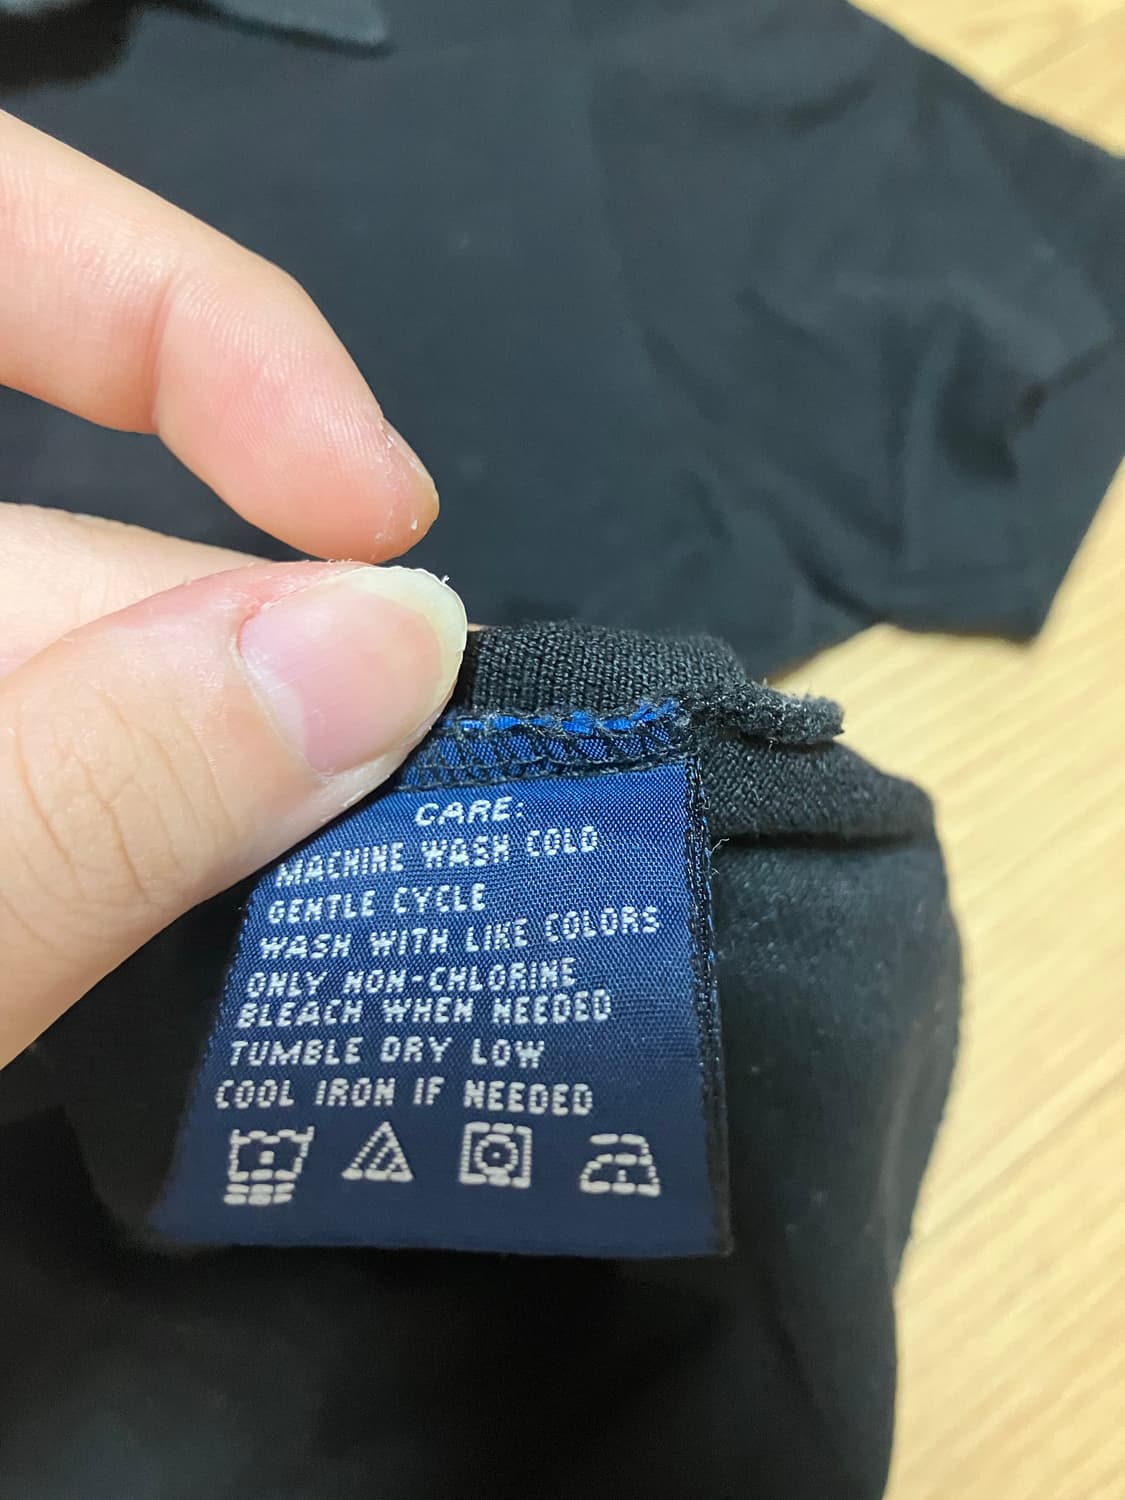 CARE:
MACHINE WASH COLD
GENTLE CYCLE
WASH WITH LIKE COLORS
ONLY NON-CHLORINE
BLEACH WHEN NEEDED
TUMBLE DRY LOW
COOL IRON IF NEEDED